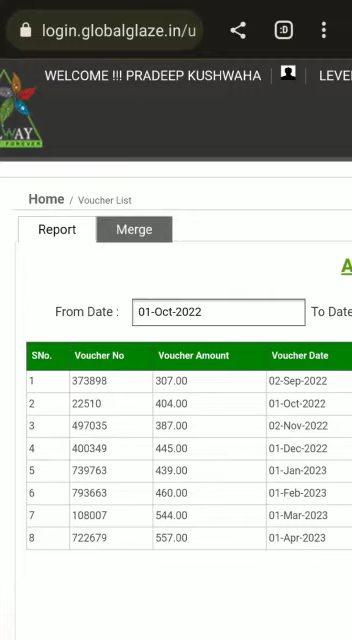 login.globalglaze.in/u
:D
WELCOME !!! PRADEEP KUSHWAHA | LEVE
WAY
FOREVER
Home / Voucher List
Report Merge
A
From Date : 01-Oct-2022 To Date
SNo. Voucher No Voucher Amount Voucher Date
1 373898 307.00 02-Sep-2022
2 22510 404.00 01-Oct-2022
3 497035 387.00 02-Nov-2022
4 400349 445.00 01-Dec-2022
5 739763 439.00 01-Jan-2023
6 793663 460.00 01-Feb-2023
7 108007 544.00 01-Mar-2023
8 722679 557.00 01-Apr-2023